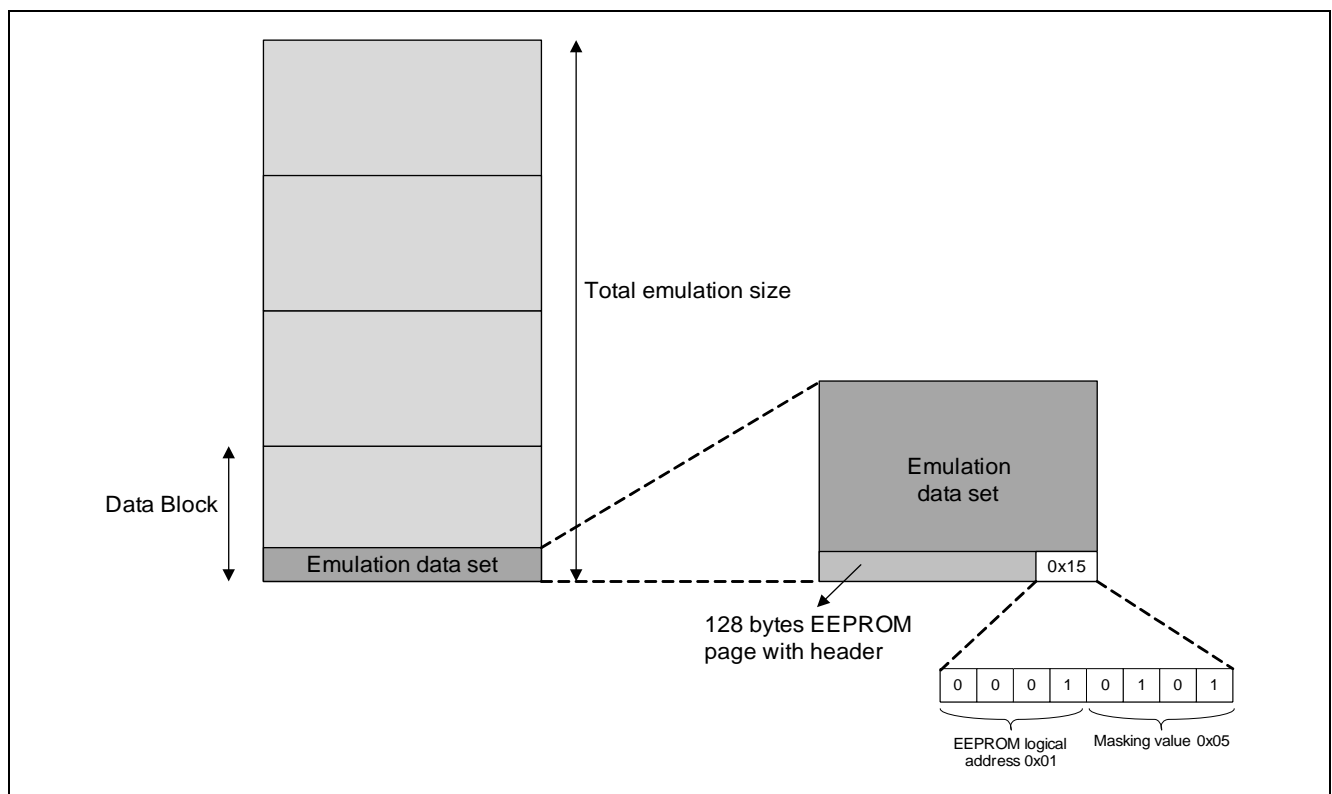 Total emulation size
Data Block
Emulation data set
Emulation
data set
0x15
128 bytes EEPROM
page with header
0 0 0 1 0 1 0 1
EEPROM logical
address 0x01
Masking value 0x05